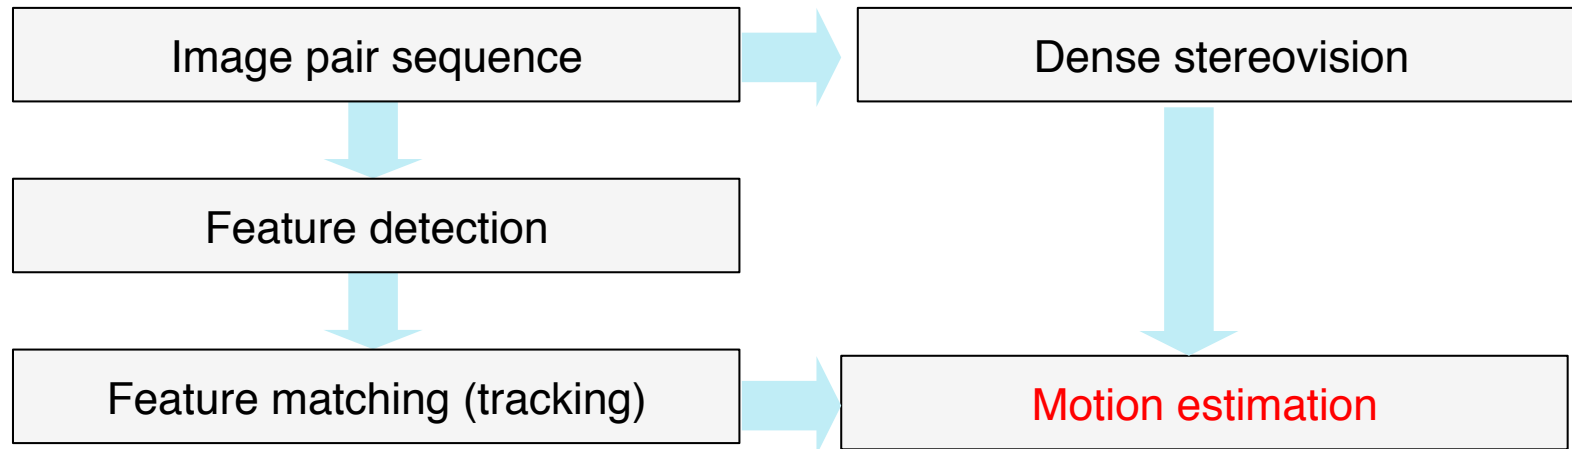 Image pair sequence
Dense stereovision
Feature detection
Feature matching (tracking)
Motion estimation